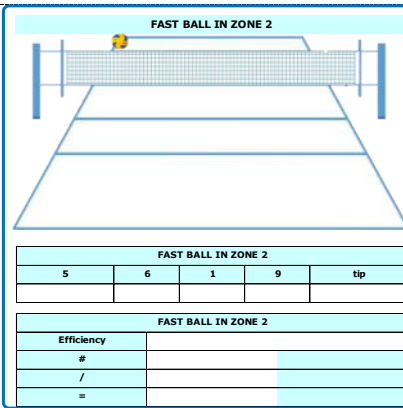 FAST BALL IN ZONE 2
FAST BALL IN ZONE 2
5 6 1 9 tip
FAST BALL IN ZONE 2
Efficiency
#
/
=